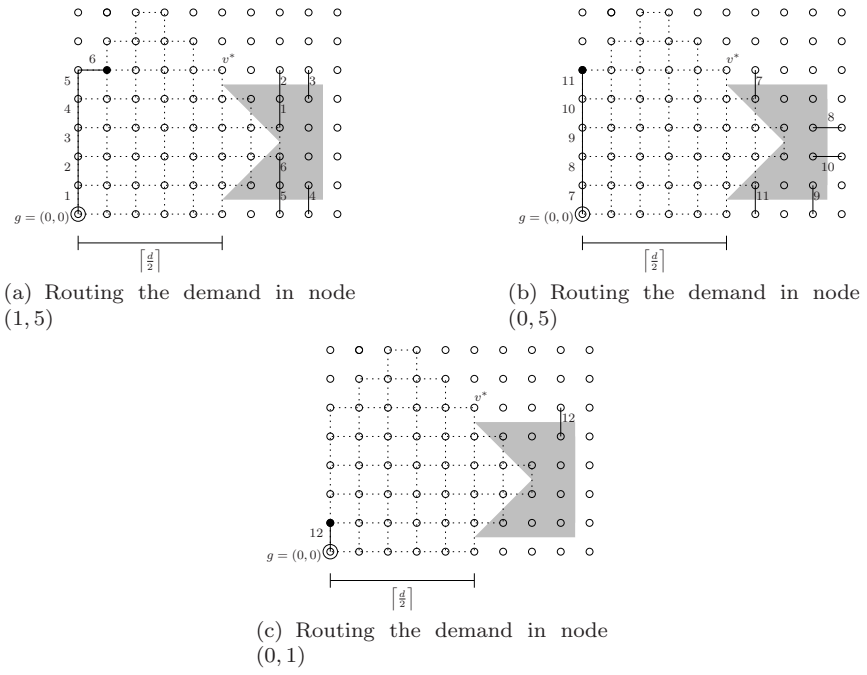 6
v*
5
2
3
4
1
3
2
6
1
5
4
g = (0, 0)
⌈d/2⌉
(a) Routing the demand in node
(1, 5)
v*
11
7
10
8
9
8
10
7
11
9
g = (0, 0)
⌈d/2⌉
(b) Routing the demand in node
(0, 5)
v*
12
12
g = (0, 0)
⌈d/2⌉
(c) Routing the demand in node
(0, 1)